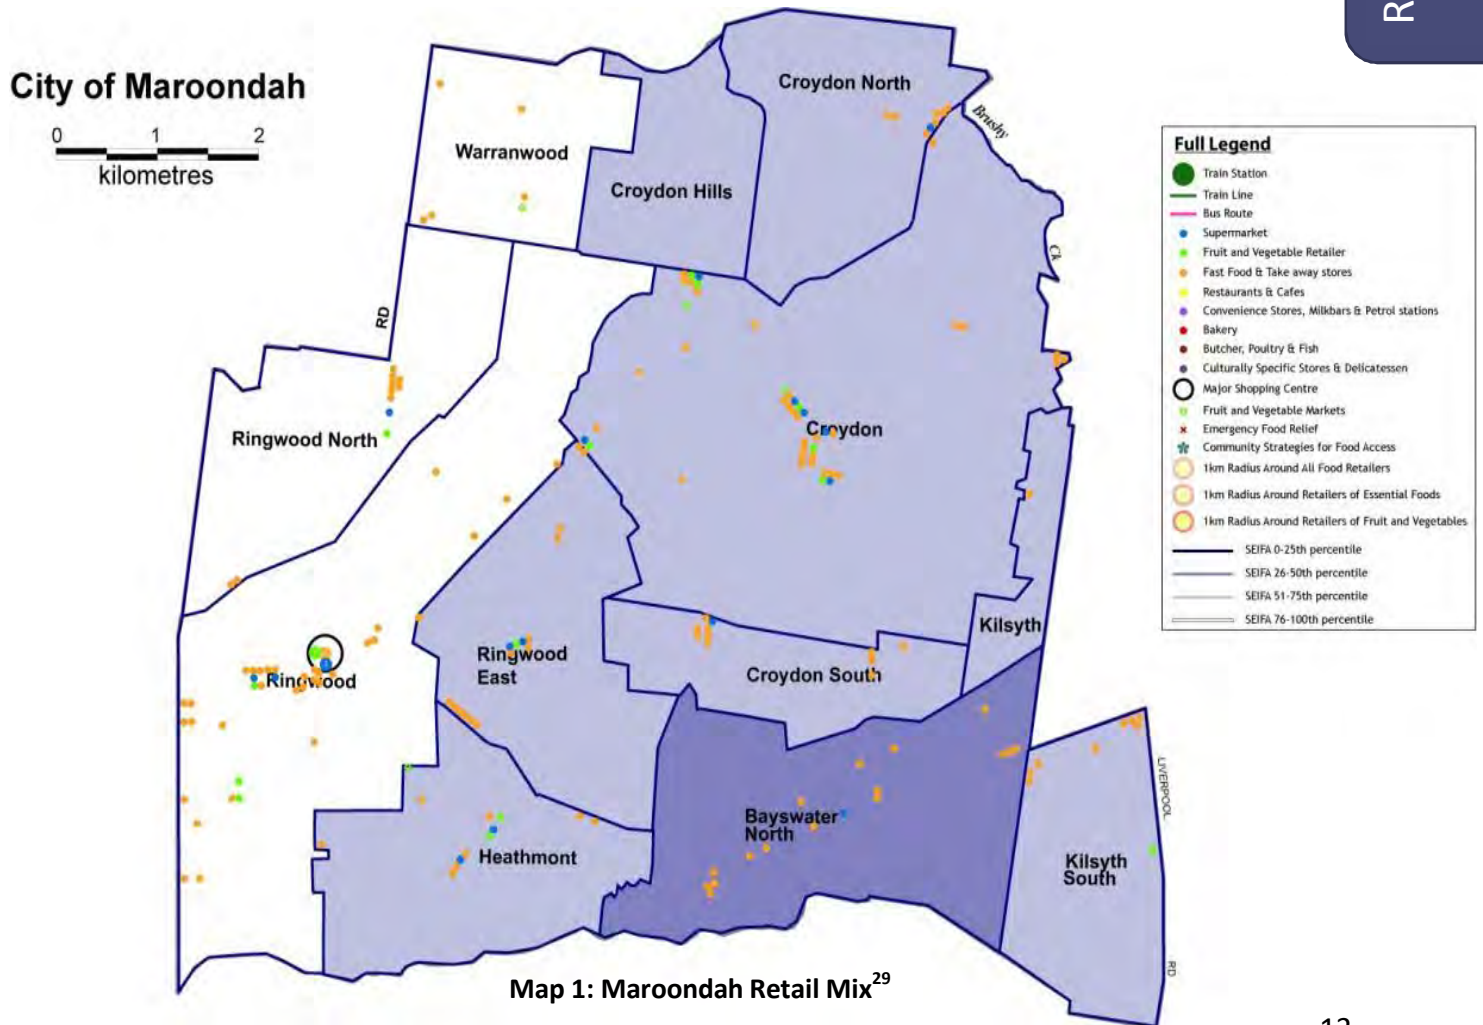 R
City of Maroondah
0 1 2
kilometres
Croydon North
Brushy
Warranwood
Croydon Hills
Ck
RD
Ringwood North
Croydon
Kilsyth
Ringwood
East
Croydon South
Ringwood
Bayswater
North
Heathmont
Kilsyth
South
LIVERPOOL
RD
Full Legend
Train Station
Train Line
Bus Route
Supermarket
Fruit and Vegetable Retailer
Fast Food & Take away stores
Restaurants & Cafes
Convenience Stores, Milkbars & Petrol stations
Bakery
Butcher, Poultry & Fish
Culturally Specific Stores & Delicatessen
Major Shopping Centre
Fruit and Vegetable Markets
Emergency Food Relief
Community Strategies for Food Access
1km Radius Around All Food Retailers
1km Radius Around Retailers of Essential Foods
1km Radius Around Retailers of Fruit and Vegetables
SEIFA 0-25th percentile
SEIFA 26-50th percentile
SEIFA 51-75th percentile
SEIFA 76-100th percentile
Map 1: Maroondah Retail Mix29